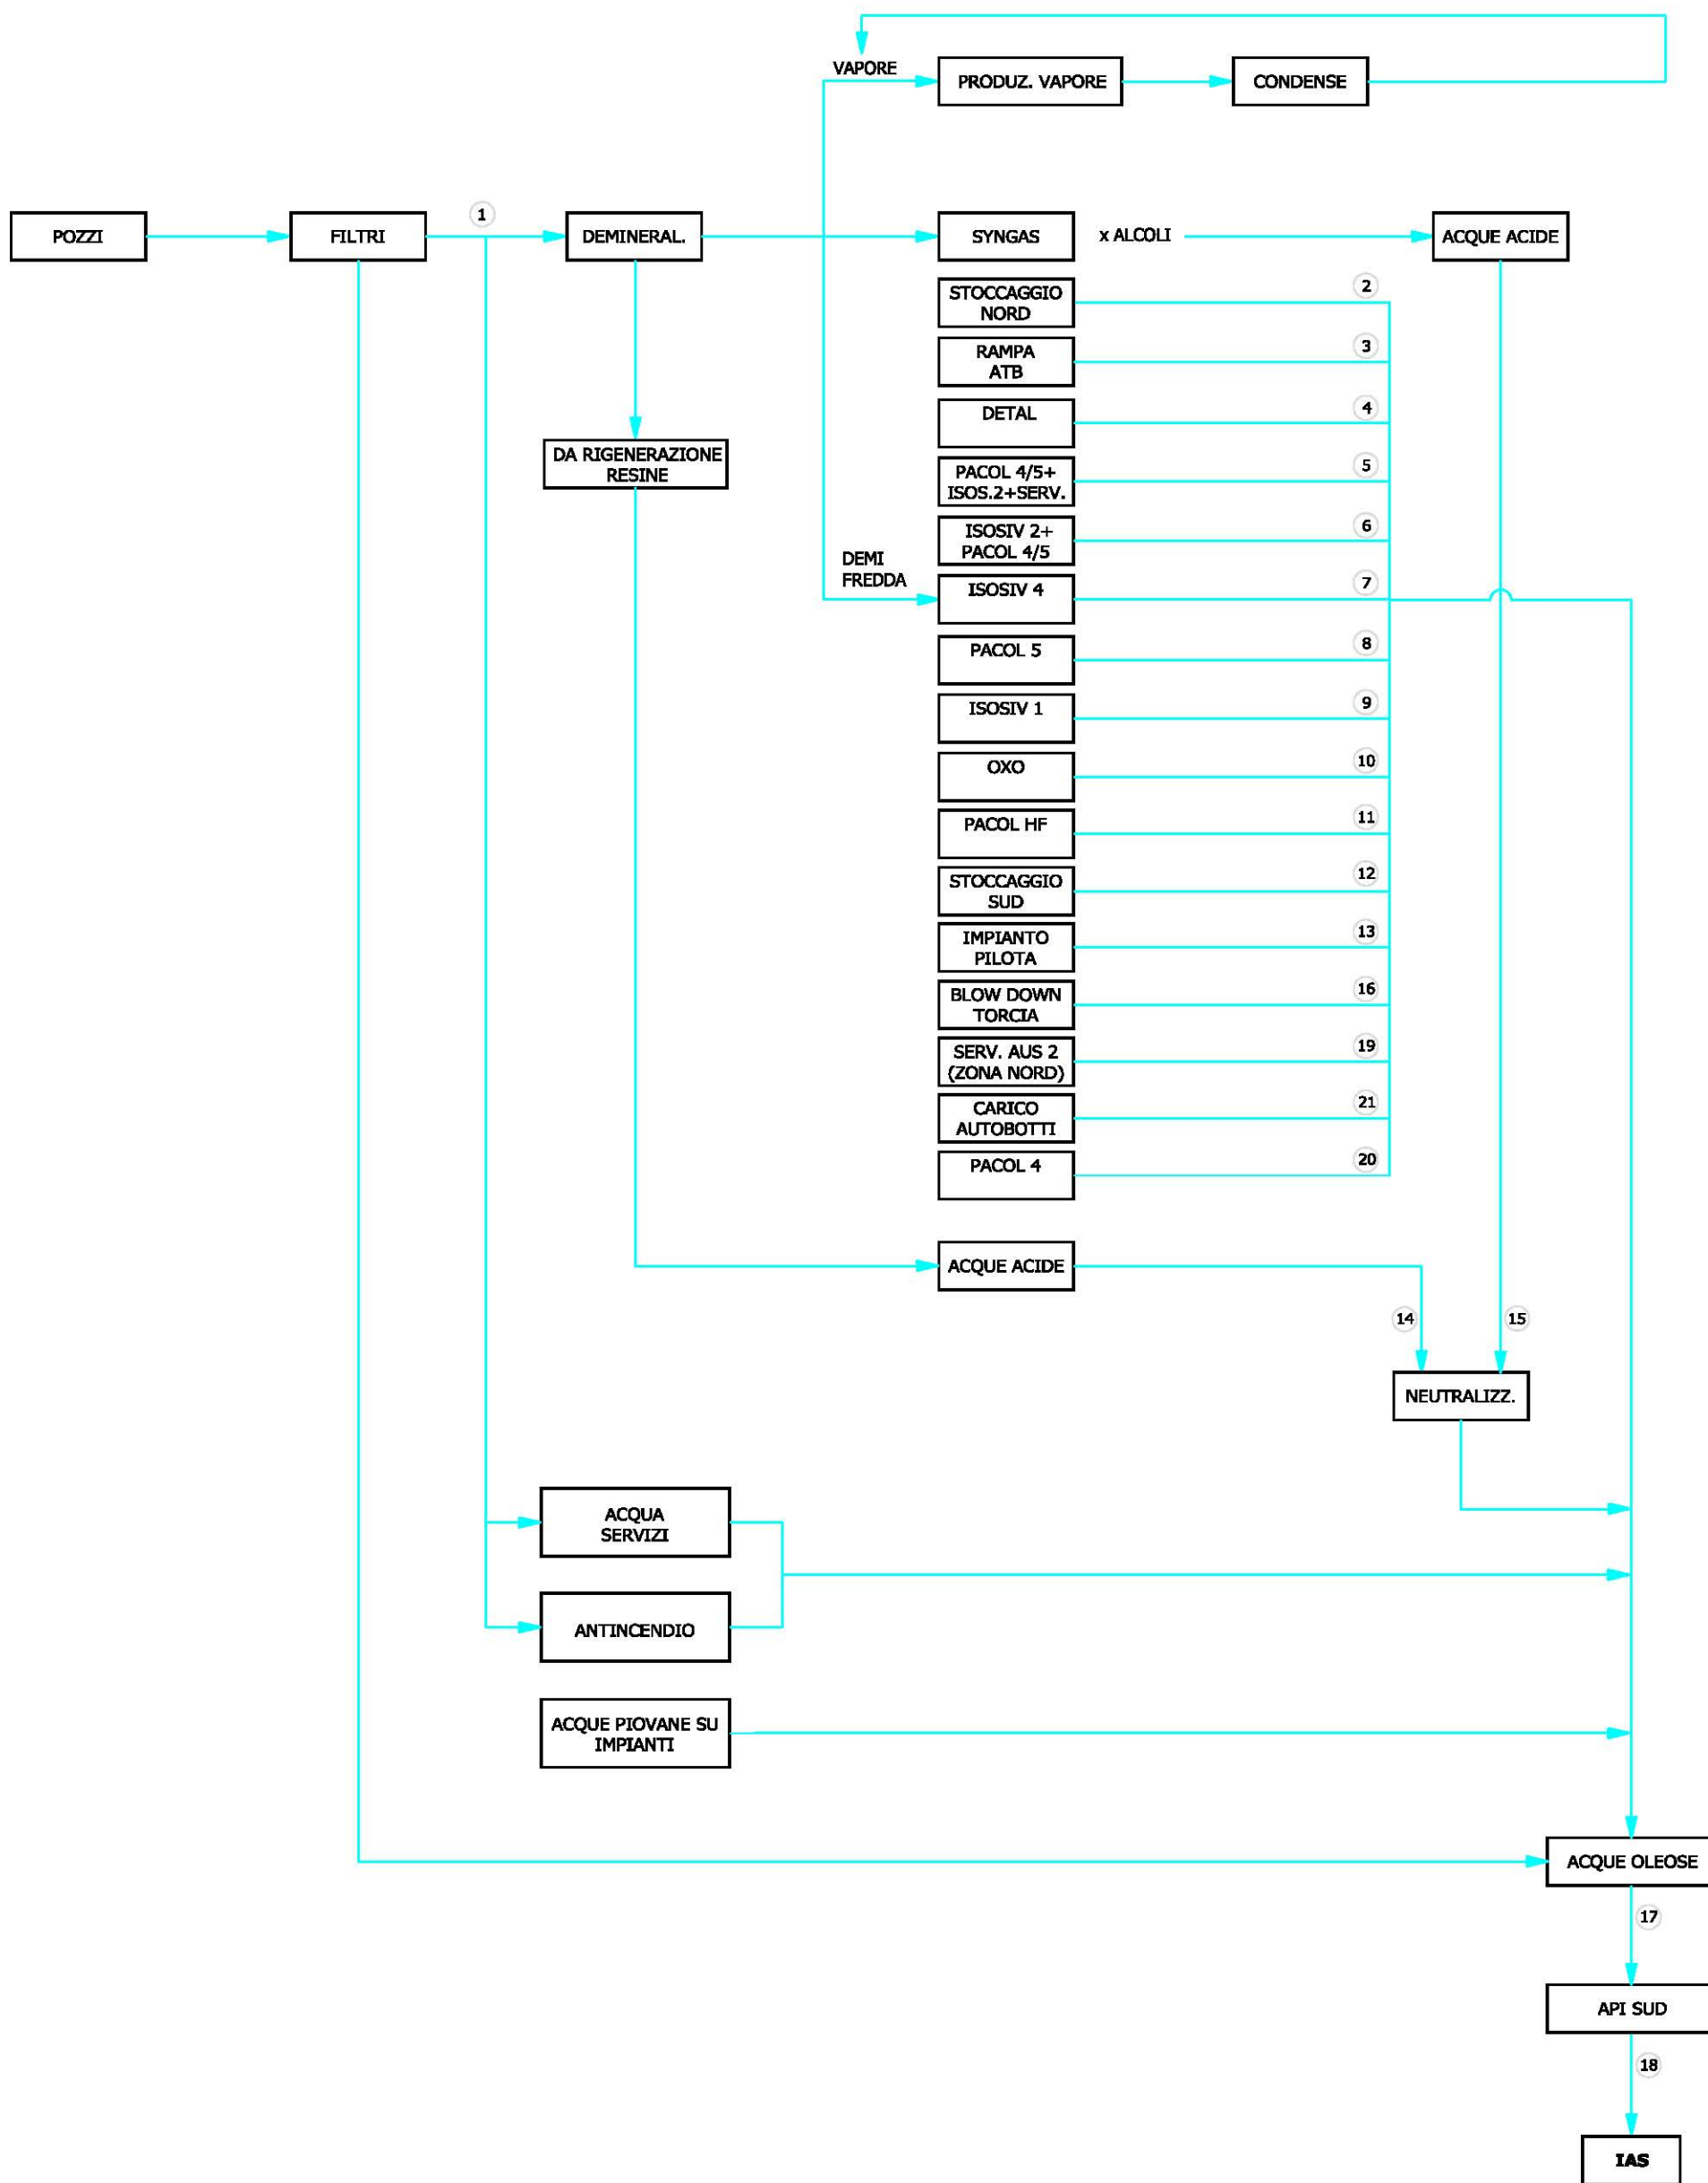 VAPORE
PRODUZ. VAPORE
CONDENSE
POZZI
FILTRI
1
DEMINERAL.
SYNGAS
x ALCOLI
ACQUE ACIDE
STOCCAGGIO
NORD
2
RAMPA
ATB
3
DETAL
4
DA RIGENERAZIONE
RESINE
PACOL 4/5+
ISOS.2+SERV.
5
ISOSIV 2+
PACOL 4/5
6
DEMI
FREDDA
ISOSIV 4
7
PACOL 5
8
ISOSIV 1
9
OXO
10
PACOL HF
11
STOCCAGGIO
SUD
12
IMPIANTO
PILOTA
13
BLOW DOWN
TORCIA
16
SERV. AUS 2
(ZONA NORD)
19
CARICO
AUTOBOTTI
21
PACOL 4
20
ACQUE ACIDE
14
15
NEUTRALIZZ.
ACQUA
SERVIZI
ANTINCENDIO
ACQUE PIOVANE SU
IMPIANTI
ACQUE OLEOSE
17
API SUD
18
IAS